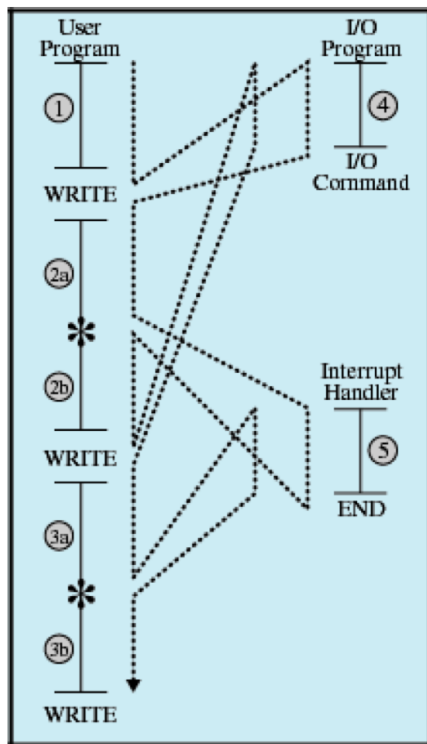 User
Program
1
WRITE
2a
2b
WRITE
3a
3b
WRITE
I/O
Program
4
I/O
Command
Interrupt
Handler
5
END